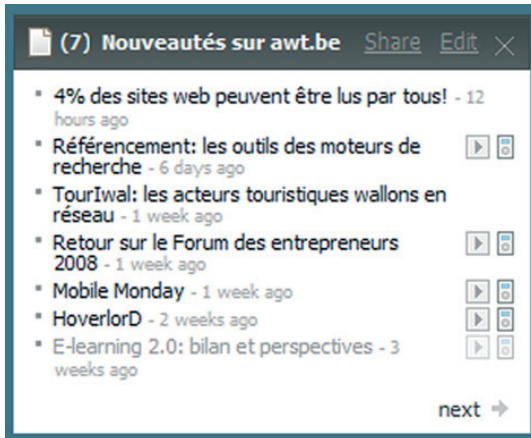 (7) Nouveautés sur awt.be Share Edit
4% des sites web peuvent être lus par tous! - 12
hours ago
Référencement: les outils des moteurs de
recherche - 6 days ago
TourIwal: les acteurs touristiques wallons en
réseau - 1 week ago
Retour sur le Forum des entrepreneurs
2008 - 1 week ago
Mobile Monday - 1 week ago
HoverlorD - 2 weeks ago
E-learning 2.0: bilan et perspectives - 3
weeks ago
next